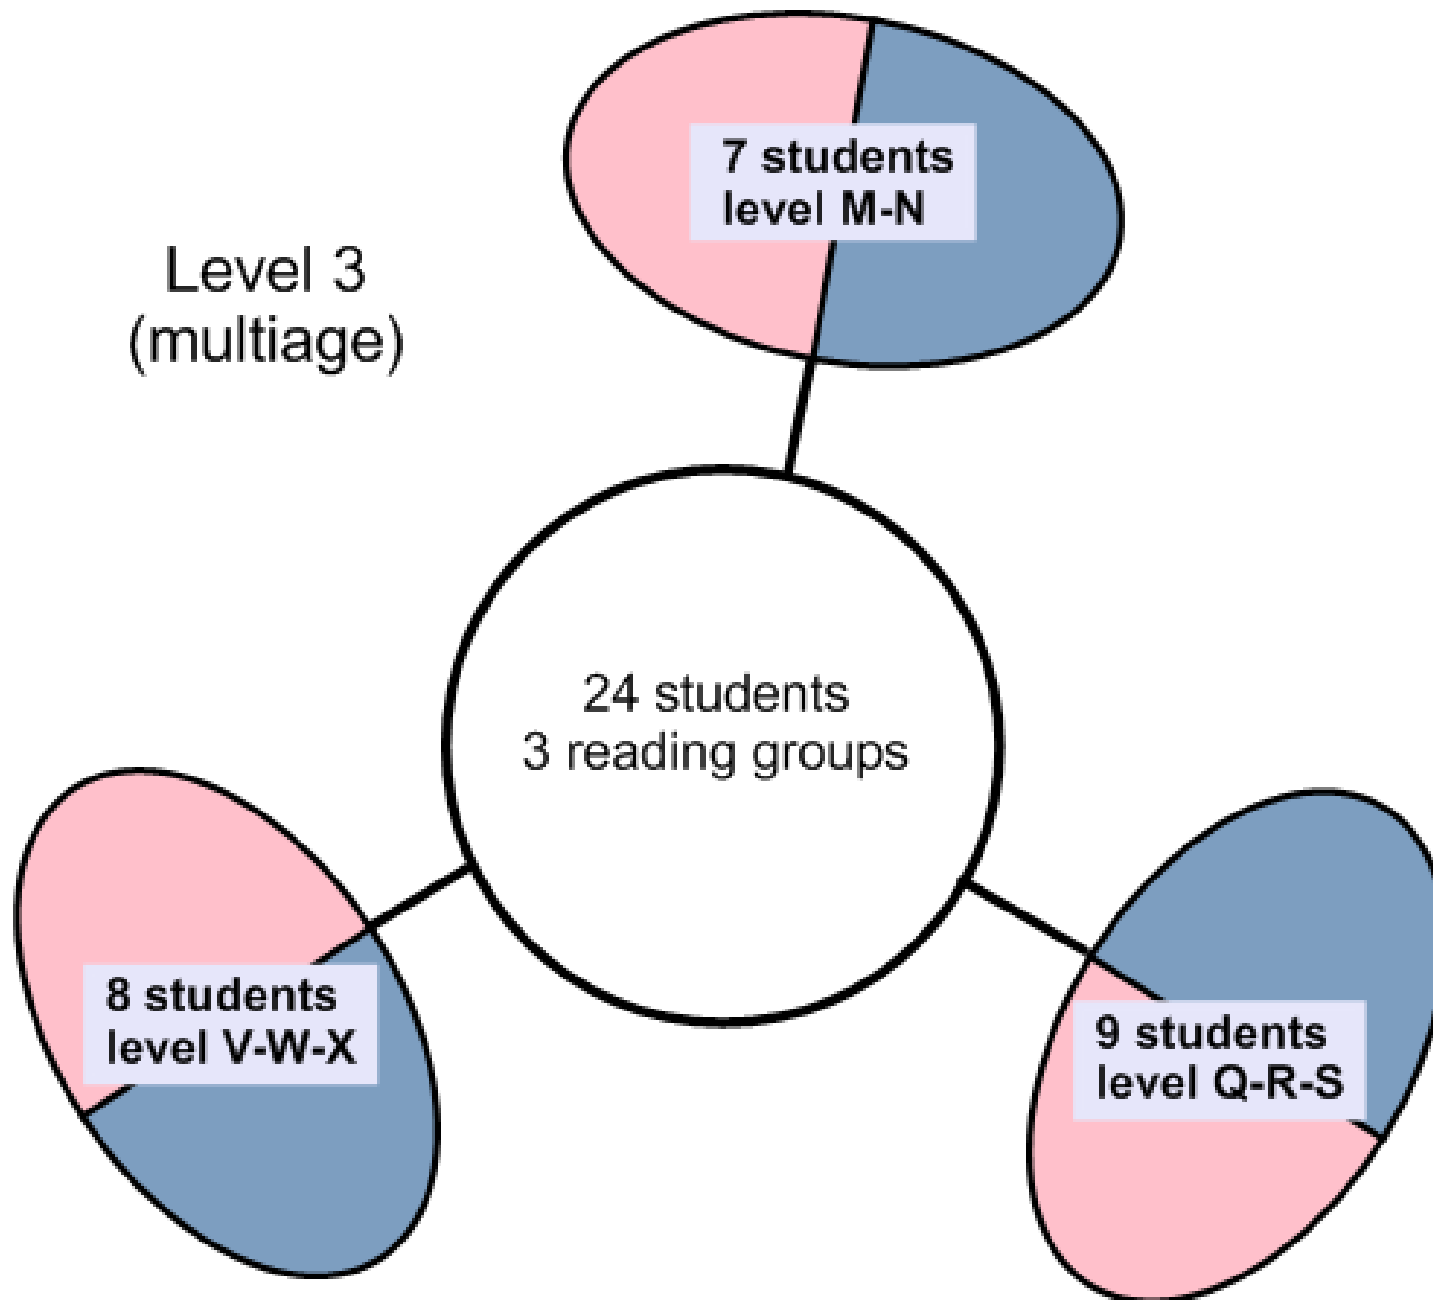 7 students
level M-N
Level 3
(multiage)
24 students
3 reading groups
8 students
level V-W-X
9 students
level Q-R-S